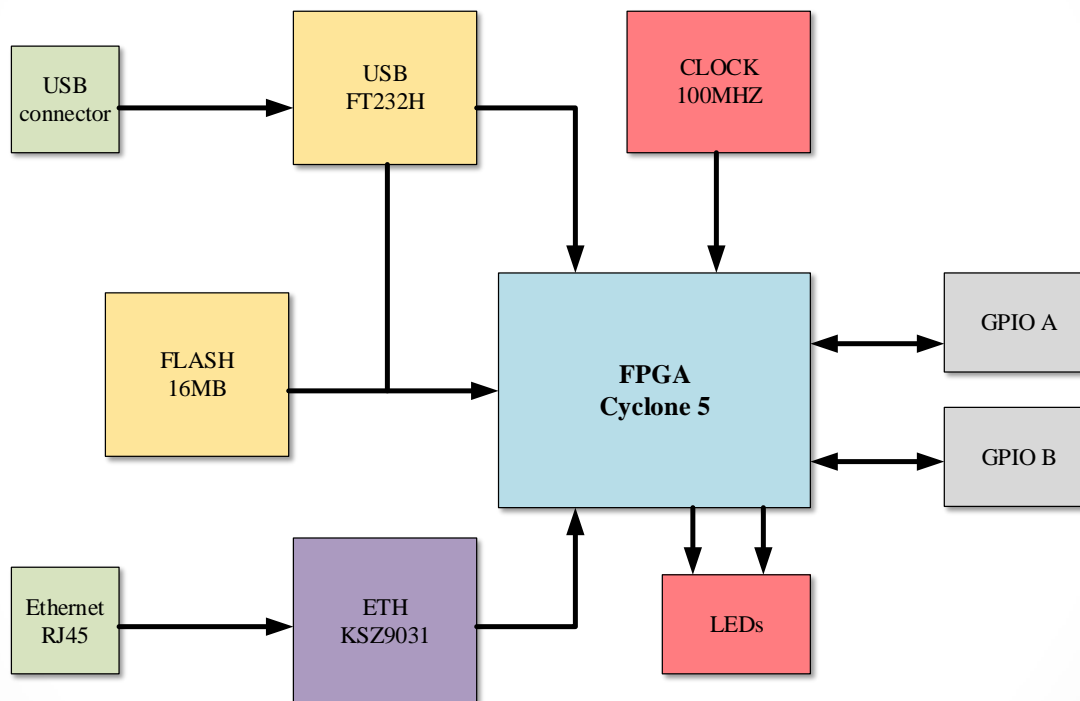 USB
connector
USB
FT232H
CLOCK
100MHZ
FLASH
16MB
FPGA
Cyclone 5
GPIO A
GPIO B
Ethernet
RJ45
ETH
KSZ9031
LEDs